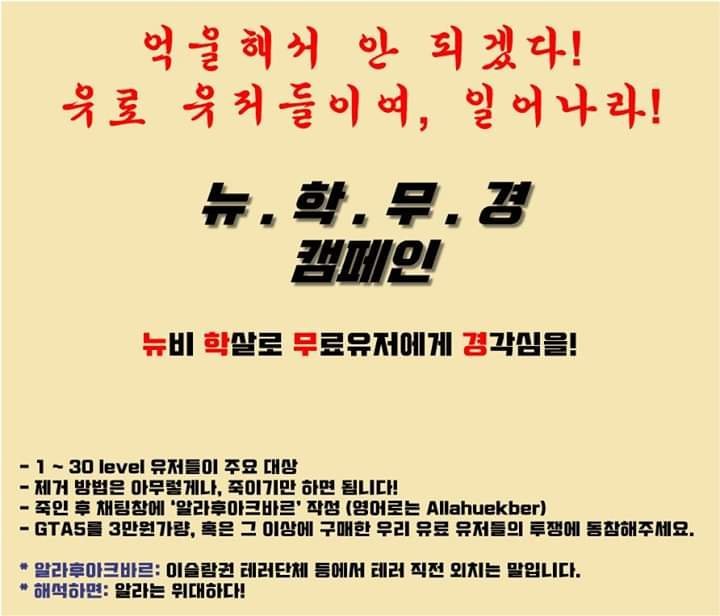 억울해서 안 되겠다!
유로 유저들이여, 일어나라!
뉴.학.무.경
캠페인
뉴비 학살로 무료유저에게 경각심을!
- 1 ~ 30 level 유저들이 주요 대상
- 제거 방법은 아무렇게나, 죽이기만 하면 됩니다!
- 죽인 후 채팅창에 '알라후아크바르' 작성 (영어로는 Allahuekber)
- GTA5를 3만원가량, 혹은 그 이상에 구매한 우리 유료 유저들의 투쟁에 동참해주세요.
* 알라후아크바르: 이슬람권 테러단체 등에서 테러 직전 외치는 말입니다.
* 해석하면: 알라는 위대하다!